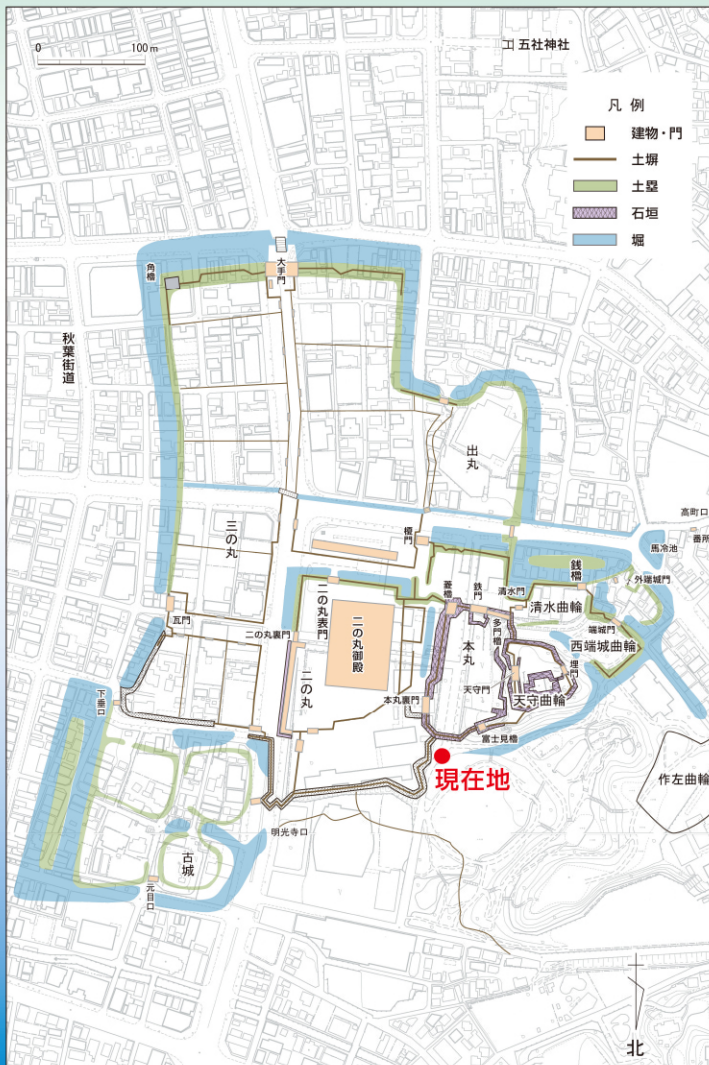 0 100 m
五社神社
凡例
建物・門
土塀
土塁
石垣
堀
大手門
角櫓
秋葉街道
出丸
三の丸
榎門
高町口
番所
馬冷池
銭櫓
外端城門
菱櫓
鉄門
清水門
清水曲輪
多門櫓
端城門
西端城曲輪
瓦門
二の丸表門
二の丸裏門
二の丸御殿
二の丸
本丸
埋門
天守門
天守曲輪
本丸裏門
富士見櫓
下垂口
現在地
作左曲輪
明光寺口
古城
元目口
北